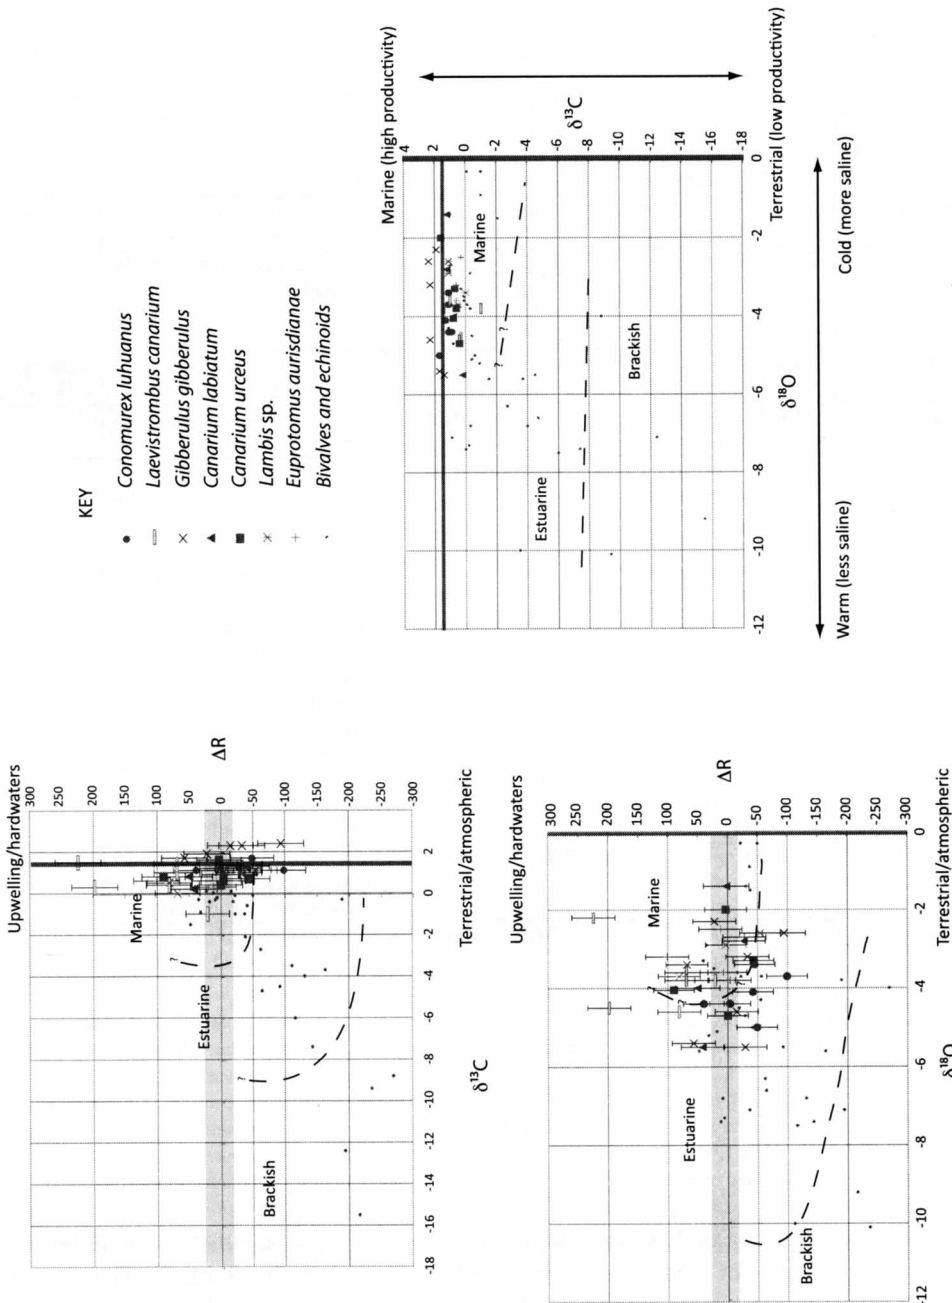 Upwelling/hardwaters
300
250
200
150
100
50
0
-50
-100
-150
-200
-250
-300
ΔR
Marine
Estuarine
Brackish
?
?
-18
-16
-14
-12
-10
-8
-6
-4
-2
0
2
Terrestrial/atmospheric
δ¹³C
Upwelling/hardwaters
300
250
200
150
100
50
0
-50
-100
-150
-200
-250
-300
ΔR
Marine
Estuarine
Brackish
?
?
-12
-10
-8
-6
-4
-2
0
Terrestrial/atmospheric
δ¹⁸O
KEY
Conomurex luhuanus
Laevistrombus canarium
Gibberulus gibberulus
Canarium labiatum
Canarium urceus
Lambis sp.
Euprotomus aurisdianae
Bivalves and echinoids
Marine (high productivity)
4
2
0
-2
-4
-6
-8
-10
-12
-14
-16
-18
δ¹³C
Marine
Estuarine
Brackish
?
?
-12
-10
-8
-6
-4
-2
0
Terrestrial (low productivity)
δ¹⁸O
Warm (less saline)
Cold (more saline)